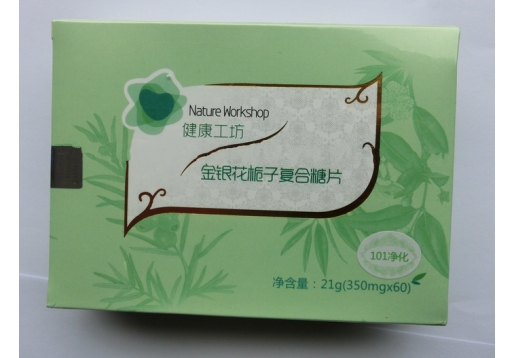 Nature Workshop
健康工坊
金银花栀子复合糖片
101净化
净含量：21g(350mgx60)